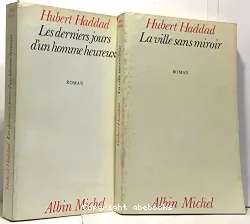 Hubert Haddad
Les derniers jours
d'un homme heureux
ROMAN
Albin Michel
Hubert Haddad
La ville sans miroir
ROMAN
Albin Michel